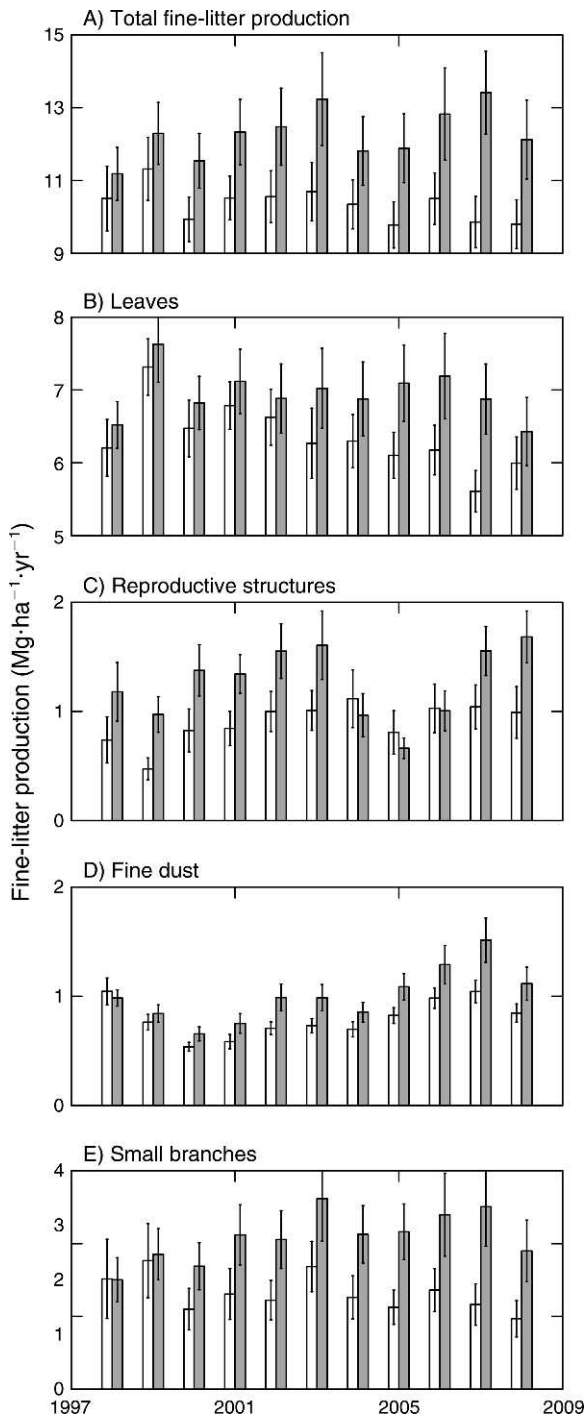 A) Total fine-litter production
15
13
11
9
B) Leaves
8
7
6
5
C) Reproductive structures
2
1
0
D) Fine dust
2
1
0
E) Small branches
4
3
2
1
0
1997 2001 2005 2009
Fine-litter production (Mg·ha⁻¹·yr⁻¹)